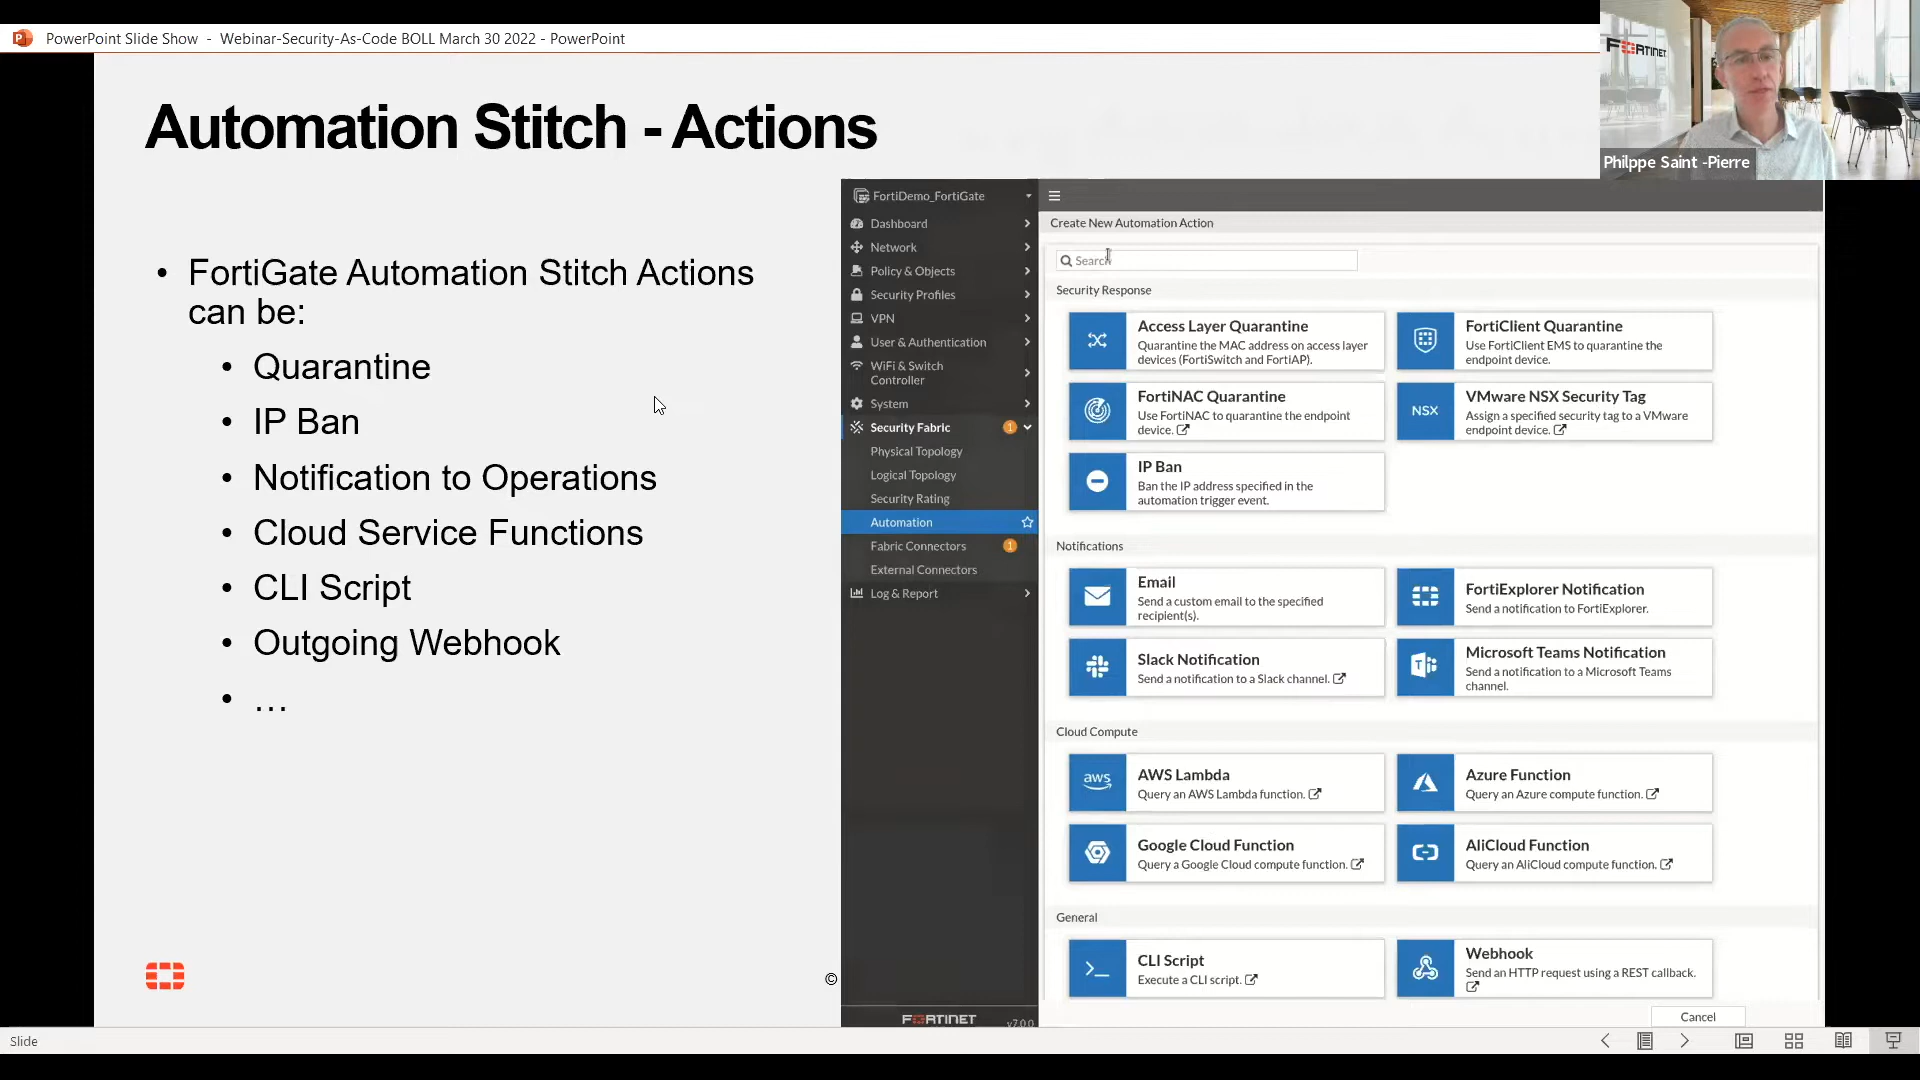 PowerPoint Slide Show - Webinar-Security-As-Code BOLL March 30 2022 - PowerPoint
FORTINET
Philppe Saint -Pierre
Automation Stitch - Actions
• FortiGate Automation Stitch Actions
can be:
• Quarantine
• IP Ban
• Notification to Operations
• Cloud Service Functions
• CLI Script
• Outgoing Webhook
• …
©
FortiDemo_FortiGate
Dashboard
Network
Policy & Objects
Security Profiles
VPN
User & Authentication
WiFi & Switch
Controller
System
Security Fabric 1
Physical Topology
Logical Topology
Security Rating
Automation
Fabric Connectors 1
External Connectors
Log & Report
FORTINET
v7.0.0
Create New Automation Action
Search
Security Response
Access Layer Quarantine
Quarantine the MAC address on access layer
devices (FortiSwitch and FortiAP).
FortiClient Quarantine
Use FortiClient EMS to quarantine the
endpoint device.
FortiNAC Quarantine
Use FortiNAC to quarantine the endpoint
device.
NSX
VMware NSX Security Tag
Assign a specified security tag to a VMware
endpoint device.
IP Ban
Ban the IP address specified in the
automation trigger event.
Notifications
Email
Send a custom email to the specified
recipient(s).
FortiExplorer Notification
Send a notification to FortiExplorer.
Slack Notification
Send a notification to a Slack channel.
Microsoft Teams Notification
Send a notification to a Microsoft Teams
channel.
Cloud Compute
aws
AWS Lambda
Query an AWS Lambda function.
Azure Function
Query an Azure compute function.
Google Cloud Function
Query a Google Cloud compute function.
AliCloud Function
Query an AliCloud compute function.
General
CLI Script
Execute a CLI script.
Webhook
Send an HTTP request using a REST callback.
Cancel
Slide